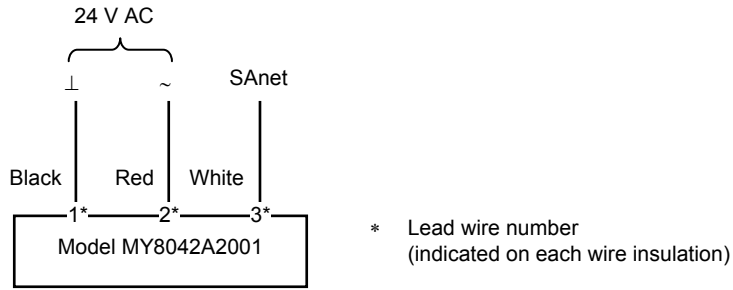 24 V AC
⊥ ~ SAnet
Black Red White
1* 2* 3*
Model MY8042A2001
* Lead wire number
(indicated on each wire insulation)